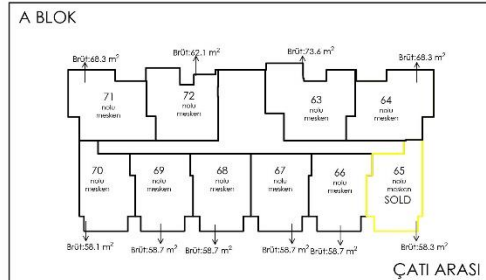 A BLOK
Brüt:68.3 m²
Brüt:62.1 m²
Brüt:73.6 m²
Brüt:68.3 m²
71
nolu
mesken
72
nolu
mesken
63
nolu
mesken
64
nolu
mesken
70
nolu
mesken
69
nolu
mesken
68
nolu
mesken
67
nolu
mesken
66
nolu
mesken
65
nolu
mesken
SOLD
Brüt:58.1 m²
Brüt:58.7 m²
Brüt:58.7 m²
Brüt:58.7 m²
Brüt:58.7 m²
Brüt:58.3 m²
ÇATI ARASI